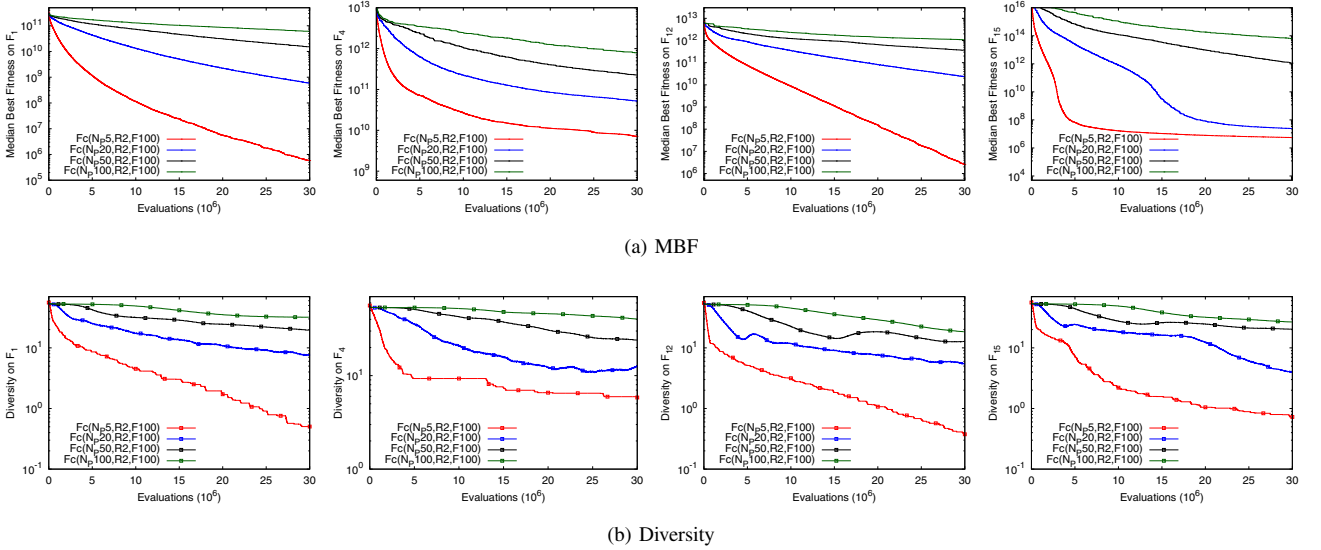 Median Best Fitness on F1
10^11
10^10
10^9
10^8
10^7
10^6
10^5
Fc(NP5,R2,F100)
Fc(NP20,R2,F100)
Fc(NP50,R2,F100)
Fc(NP100,R2,F100)
0 5 10 15 20 25 30
Evaluations (10^6)
Median Best Fitness on F4
10^13
10^12
10^11
10^10
10^9
Fc(NP5,R2,F100)
Fc(NP20,R2,F100)
Fc(NP50,R2,F100)
Fc(NP100,R2,F100)
0 5 10 15 20 25 30
Evaluations (10^6)
Median Best Fitness on F12
10^13
10^12
10^11
10^10
10^9
10^8
10^7
10^6
Fc(NP5,R2,F100)
Fc(NP20,R2,F100)
Fc(NP50,R2,F100)
Fc(NP100,R2,F100)
0 5 10 15 20 25 30
Evaluations (10^6)
Median Best Fitness on F15
10^16
10^14
10^12
10^10
10^8
10^6
10^4
Fc(NP5,R2,F100)
Fc(NP20,R2,F100)
Fc(NP50,R2,F100)
Fc(NP100,R2,F100)
0 5 10 15 20 25 30
Evaluations (10^6)
(a) MBF
Diversity on F1
10^1
10^0
10^-1
Fc(NP5,R2,F100)
Fc(NP20,R2,F100)
Fc(NP50,R2,F100)
Fc(NP100,R2,F100)
0 5 10 15 20 25 30
Evaluations (10^6)
Diversity on F4
10^1
10^0
Fc(NP5,R2,F100)
Fc(NP20,R2,F100)
Fc(NP50,R2,F100)
Fc(NP100,R2,F100)
0 5 10 15 20 25 30
Evaluations (10^6)
Diversity on F12
10^1
10^0
10^-1
Fc(NP5,R2,F100)
Fc(NP20,R2,F100)
Fc(NP50,R2,F100)
Fc(NP100,R2,F100)
0 5 10 15 20 25 30
Evaluations (10^6)
Diversity on F15
10^1
10^0
10^-1
Fc(NP5,R2,F100)
Fc(NP20,R2,F100)
Fc(NP50,R2,F100)
Fc(NP100,R2,F100)
0 5 10 15 20 25 30
Evaluations (10^6)
(b) Diversity